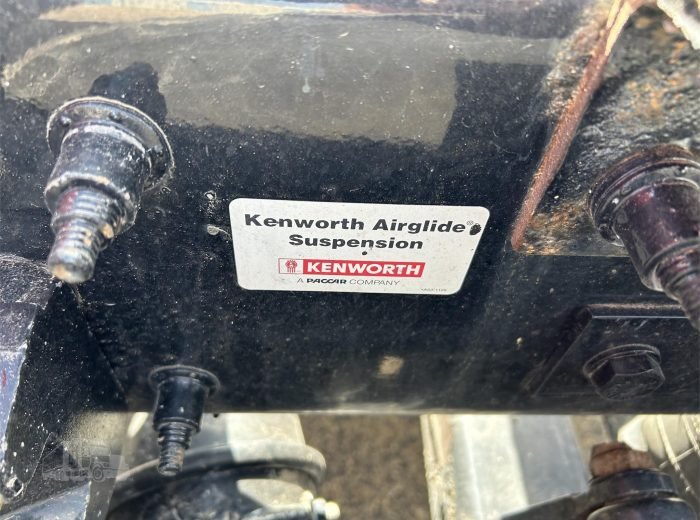 Kenworth Airglide®
Suspension
KENWORTH
A PACCAR COMPANY